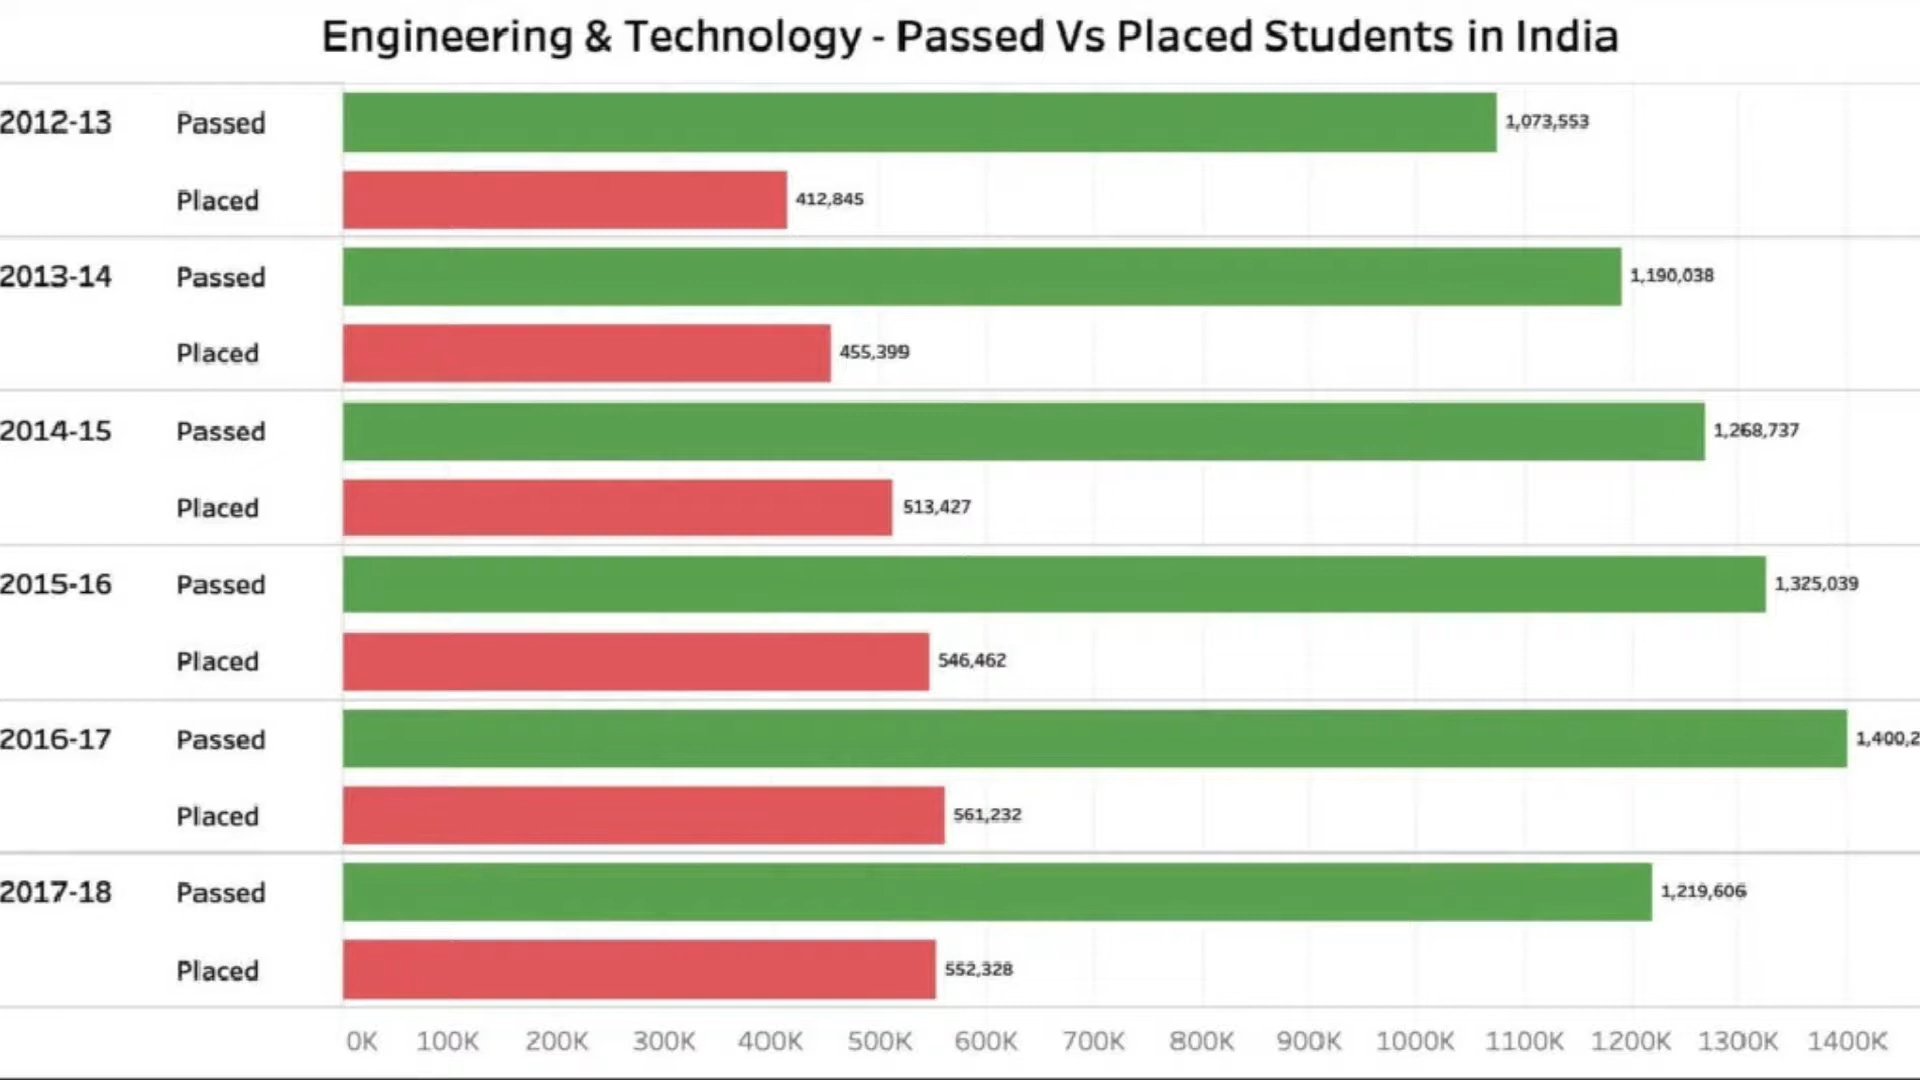 Engineering & Technology - Passed Vs Placed Students in India
2012-13 Passed 1,073,553
Placed 412,845
2013-14 Passed 1,190,038
Placed 455,399
2014-15 Passed 1,268,737
Placed 513,427
2015-16 Passed 1,325,039
Placed 546,462
2016-17 Passed 1,400,2
Placed 561,232
2017-18 Passed 1,219,606
Placed 552,328
0K 100K 200K 300K 400K 500K 600K 700K 800K 900K 1000K 1100K 1200K 1300K 1400K